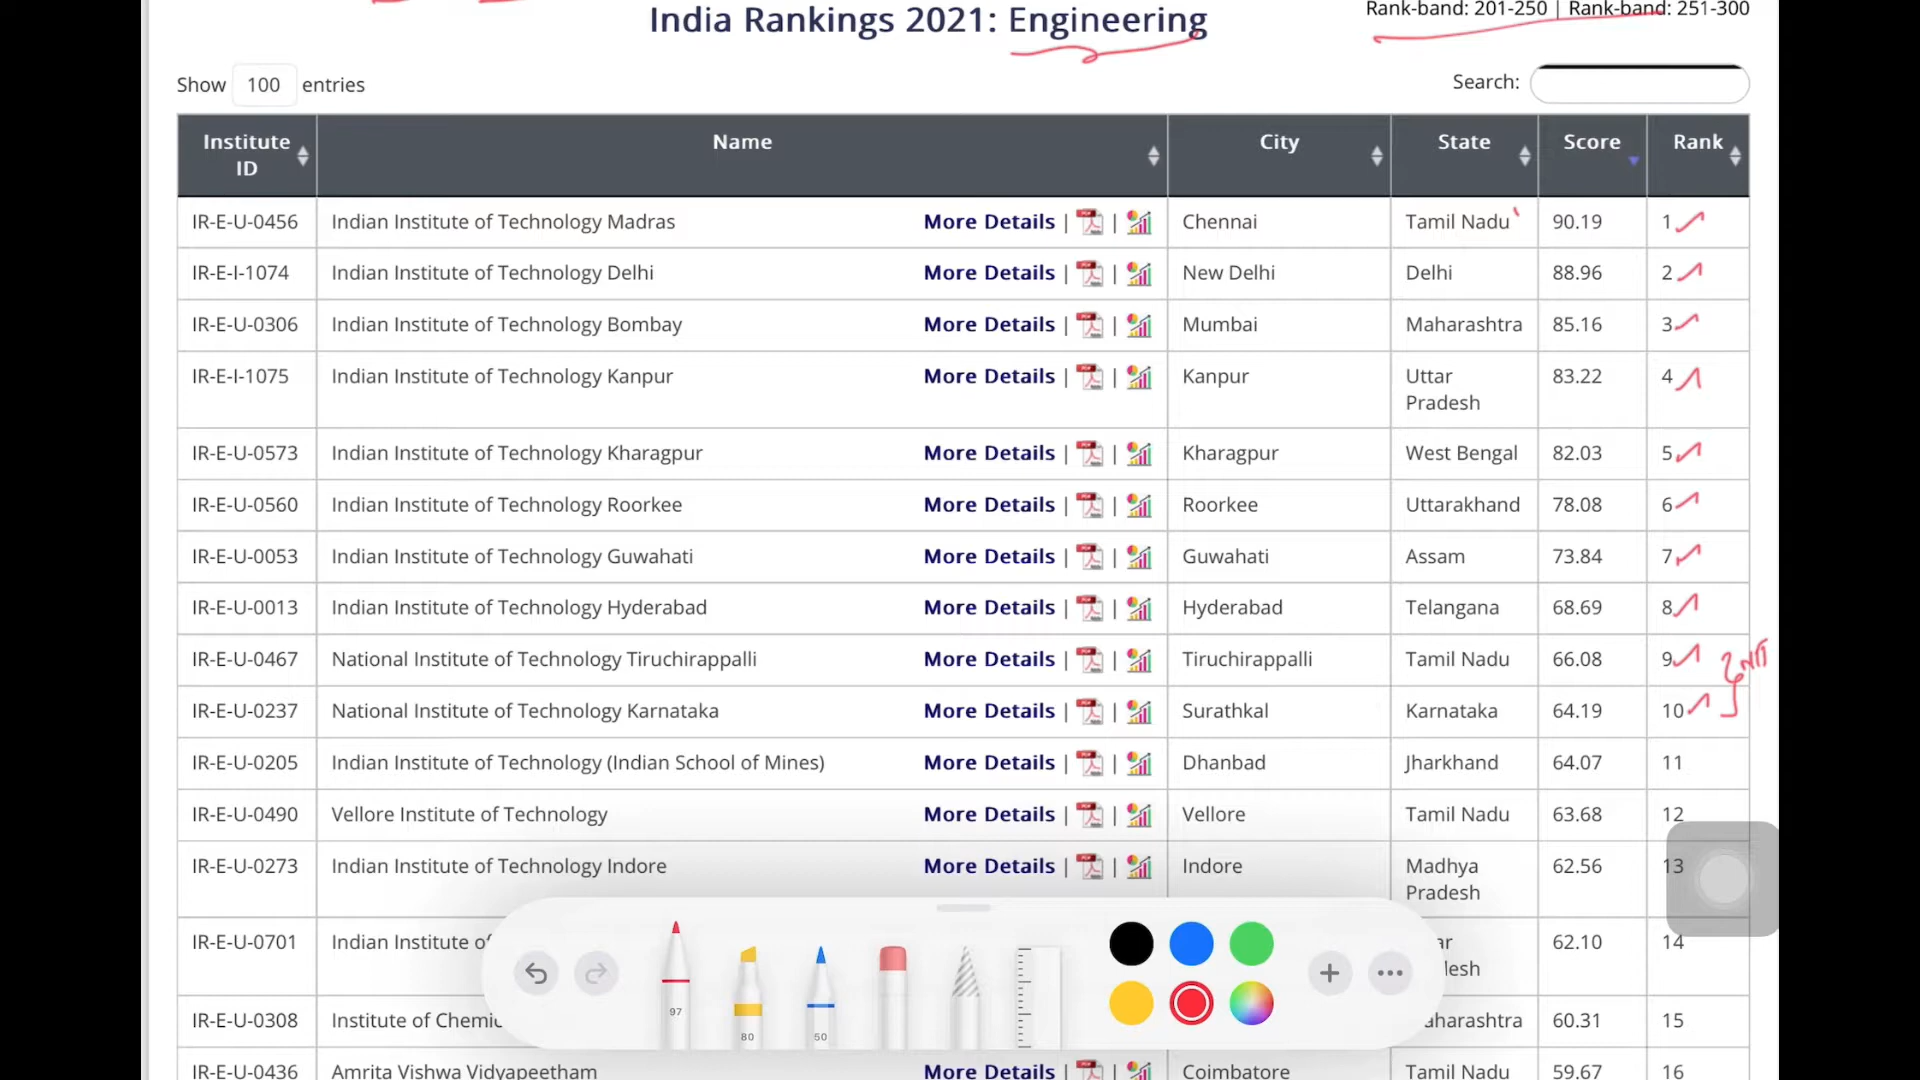 India Rankings 2021: Engineering
Rank-band: 201-250 | Rank-band: 251-300
Show 100 entries
Search:
Institute ID Name City State Score Rank
IR-E-U-0456 Indian Institute of Technology Madras More Details | | Chennai Tamil Nadu 90.19 1
IR-E-I-1074 Indian Institute of Technology Delhi More Details | | New Delhi Delhi 88.96 2
IR-E-U-0306 Indian Institute of Technology Bombay More Details | | Mumbai Maharashtra 85.16 3
IR-E-I-1075 Indian Institute of Technology Kanpur More Details | | Kanpur Uttar Pradesh 83.22 4
IR-E-U-0573 Indian Institute of Technology Kharagpur More Details | | Kharagpur West Bengal 82.03 5
IR-E-U-0560 Indian Institute of Technology Roorkee More Details | | Roorkee Uttarakhand 78.08 6
IR-E-U-0053 Indian Institute of Technology Guwahati More Details | | Guwahati Assam 73.84 7
IR-E-U-0013 Indian Institute of Technology Hyderabad More Details | | Hyderabad Telangana 68.69 8
IR-E-U-0467 National Institute of Technology Tiruchirappalli More Details | | Tiruchirappalli Tamil Nadu 66.08 9
IR-E-U-0237 National Institute of Technology Karnataka More Details | | Surathkal Karnataka 64.19 10
IR-E-U-0205 Indian Institute of Technology (Indian School of Mines) More Details | | Dhanbad Jharkhand 64.07 11
IR-E-U-0490 Vellore Institute of Technology More Details | | Vellore Tamil Nadu 63.68 12
IR-E-U-0273 Indian Institute of Technology Indore More Details | | Indore Madhya Pradesh 62.56 13
IR-E-U-0701 Indian Institute 62.10 14
IR-E-U-0308 Institute of 60.31 15
IR-E-U-0436 Amrita Vishwa Vidyapeetham More Details | | Coimbatore Tamil Nadu 59.67 16
97 80 50